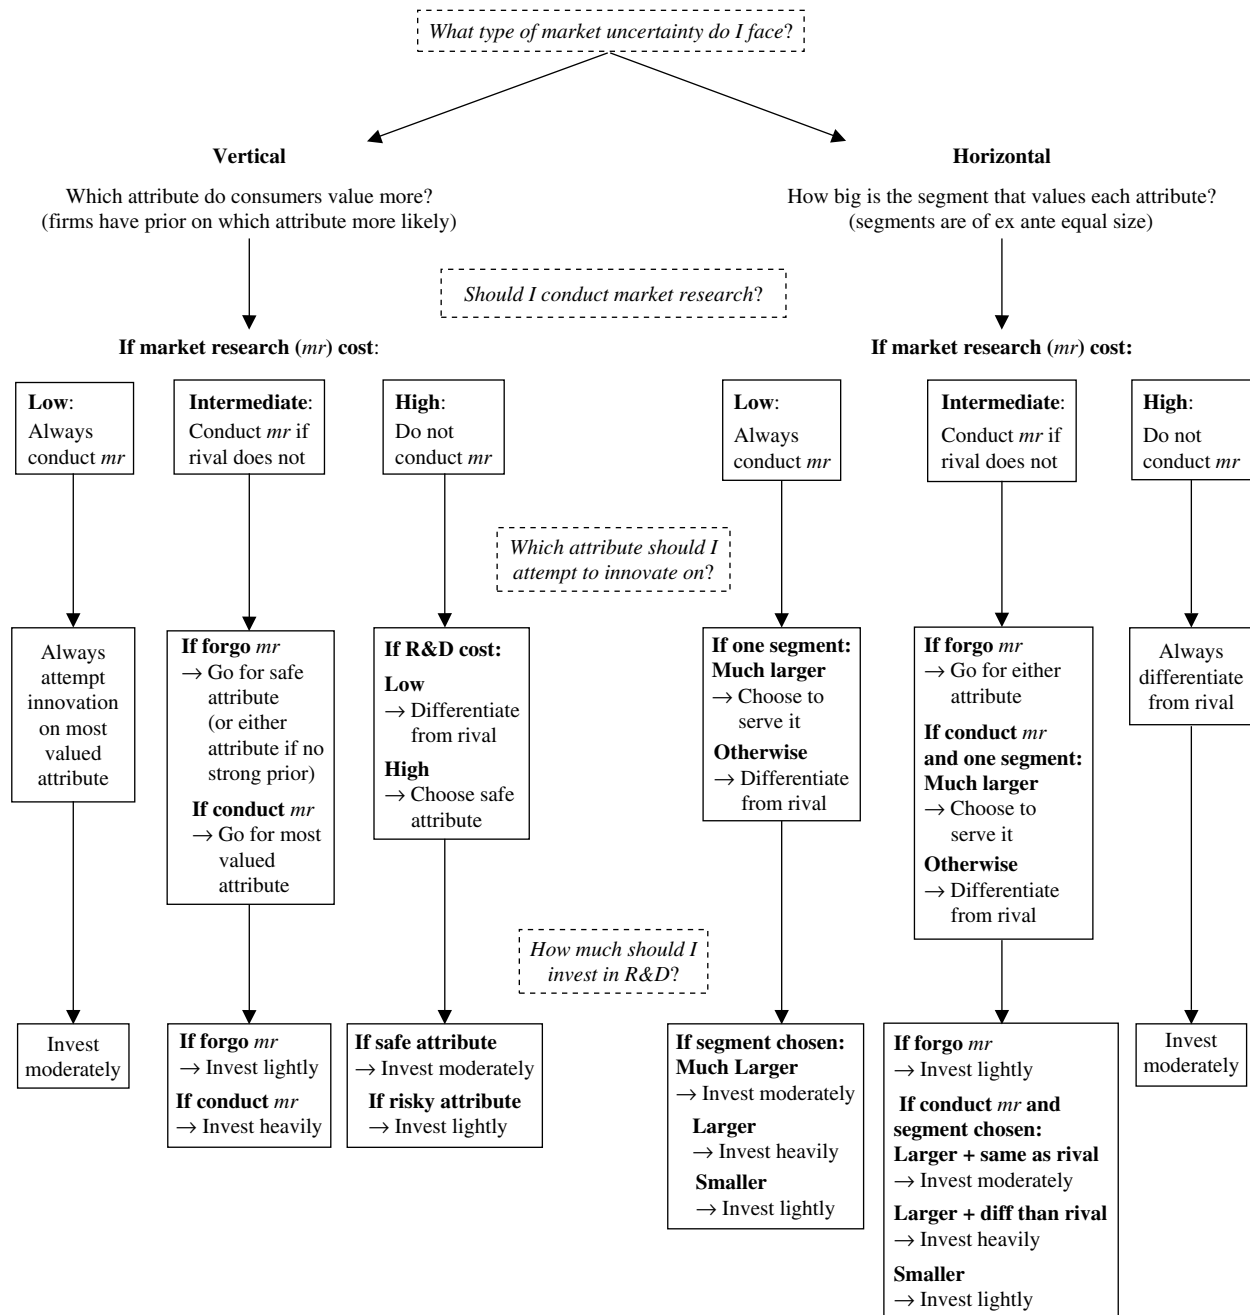 What type of market uncertainty do I face?
Vertical
Which attribute do consumers value more?
(firms have prior on which attribute more likely)
Horizontal
How big is the segment that values each attribute?
(segments are of ex ante equal size)
Should I conduct market research?
If market research (mr) cost:
If market research (mr) cost:
Low:
Always
conduct mr
Intermediate:
Conduct mr if
rival does not
High:
Do not
conduct mr
Low:
Always
conduct mr
Intermediate:
Conduct mr if
rival does not
High:
Do not
conduct mr
Which attribute should I
attempt to innovate on?
Always
attempt
innovation
on most
valued
attribute
If forgo mr
→ Go for safe
attribute
(or either
attribute if no
strong prior)
If conduct mr
→ Go for most
valued
attribute
If R&D cost:
Low
→ Differentiate
from rival
High
→ Choose safe
attribute
If one segment:
Much larger
→ Choose to
serve it
Otherwise
→ Differentiate
from rival
If forgo mr
→ Go for either
attribute
If conduct mr
and one segment:
Much larger
→ Choose to
serve it
Otherwise
→ Differentiate
from rival
Always
differentiate
from rival
How much should I
invest in R&D?
Invest
moderately
If forgo mr
→ Invest lightly
If conduct mr
→ Invest heavily
If safe attribute
→ Invest moderately
If risky attribute
→ Invest lightly
If segment chosen:
Much Larger
→ Invest moderately
Larger
→ Invest heavily
Smaller
→ Invest lightly
If forgo mr
→ Invest lightly
If conduct mr and
segment chosen:
Larger + same as rival
→ Invest moderately
Larger + diff than rival
→ Invest heavily
Smaller
→ Invest lightly
Invest
moderately